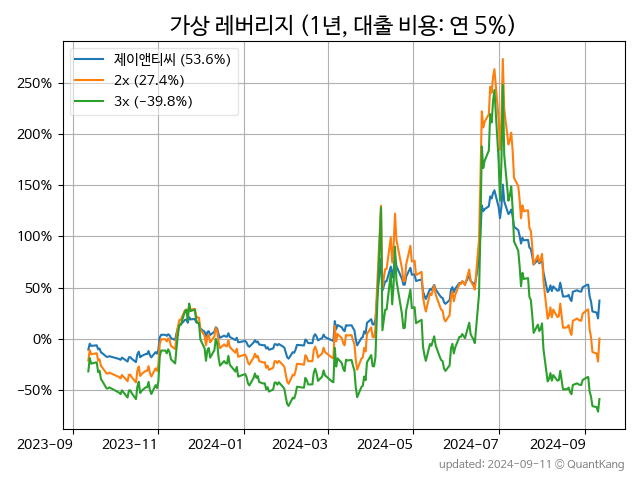 가상 레버리지 (1년, 대출 비용: 연 5%)
제이앤티씨 (53.6%)
2x (27.4%)
3x (−39.8%)
250%
200%
150%
100%
50%
0%
−50%
2023-09
2023-11
2024-01
2024-03
2024-05
2024-07
2024-09
updated: 2024-09-11 © QuantKang